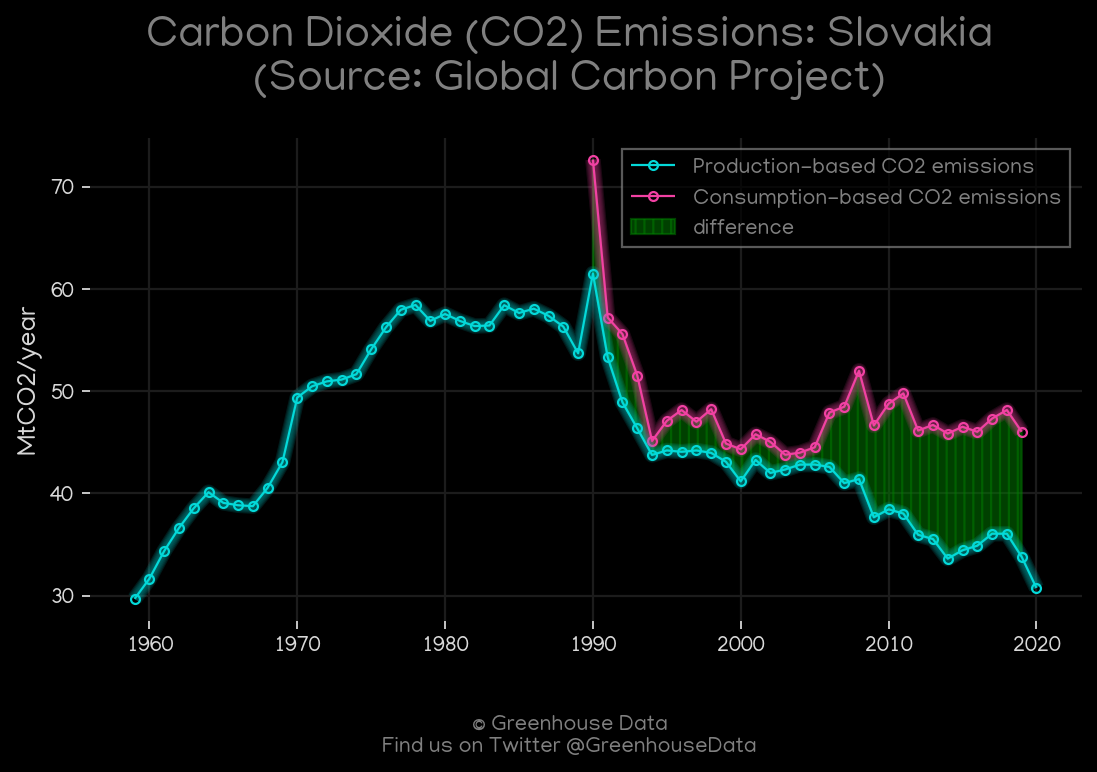 Carbon Dioxide (CO2) Emissions: Slovakia
(Source: Global Carbon Project)
Production-based CO2 emissions
Consumption-based CO2 emissions
difference
MtCO2/year
70
60
50
40
30
1960
1970
1980
1990
2000
2010
2020
© Greenhouse Data
Find us on Twitter @GreenhouseData